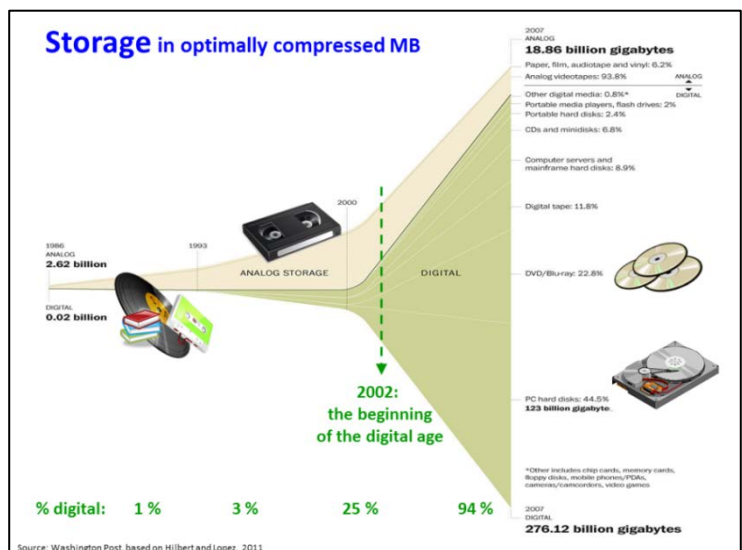 Storage in optimally compressed MB
2007
ANALOG
18.86 billion gigabytes
Paper, film, audiotape and vinyl: 6.2%
Analog videotapes: 93.8%
ANALOG
DIGITAL
Other digital media: 0.8%*
Portable media players, flash drives: 2%
Portable hard disks: 2.4%
CDs and minidisks: 6.8%
Computer servers and
mainframe hard disks: 8.9%
Digital tape: 11.8%
DVD/Blu-ray: 22.8%
PC hard disks: 44.5%
123 billion gigabyte.
*Other includes chip cards, memory cards,
floppy disks, mobile phones/PDAs,
cameras/camcorders, video games
2007
DIGITAL
276.12 billion gigabytes
1986
ANALOG
2.62 billion
DIGITAL
0.02 billion
1993
2000
ANALOG STORAGE
DIGITAL
2002:
the beginning
of the digital age
% digital: 1 % 3 % 25 % 94 %
Source: Washington Post, based on Hilbert and Lopez, 2011